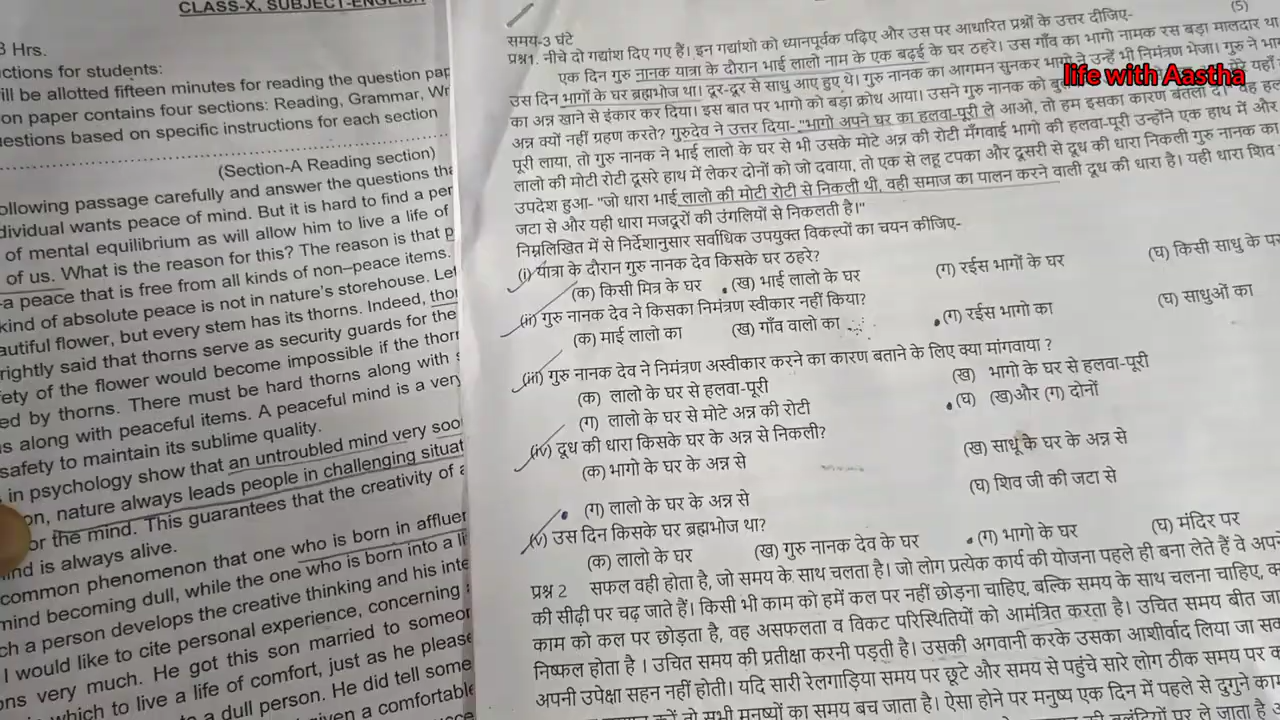 CLASS-X, SUBJECT-ENGLISH
3 Hrs.
uctions for students:
ill be allotted fifteen minutes for reading the question pap
on paper contains four sections: Reading, Grammar, Wr
uestions based on specific instructions for each section
(Section-A Reading section)
ollowing passage carefully and answer the questions tha
dividual wants peace of mind. But it is hard to find a per
of mental equilibrium as will allow him to live a life of
of us. What is the reason for this? The reason is that p
-a peace that is free from all kinds of non–peace items.
kind of absolute peace is not in nature's storehouse. Let
autiful flower, but every stem has its thorns. Indeed, thor
rightly said that thorns serve as security guards for the
fety of the flower would become impossible if the thorn
ed by thorns. There must be hard thorns along with s
s along with peaceful items. A peaceful mind is a very
safety to maintain its sublime quality.
in psychology show that an untroubled mind very soo
on, nature always leads people in challenging situat
or the mind. This guarantees that the creativity of a
ind is always alive.
common phenomenon that one who is born in affluen
mind becoming dull, while the one who is born into a li
ch a person develops the creative thinking and his inte
I would like to cite personal experience, concerning
ons very much. He got this son married to someon
which to live a life of comfort, just as he please
a dull person. He did tell some
given a comfortable
(5)
समय-3 घंटे
प्रश्न1. नीचे दो गद्यांश दिए गए हैं। इन गद्यांशो को ध्यानपूर्वक पढ़िए और उस पर आधारित प्रश्नों के उत्तर दीजिए-
एक दिन गुरु नानक यात्रा के दौरान भाई लालो नाम के एक बढ़ई के घर ठहरे। उस गाँव का भागो नामक रस बड़ा मालदार था
उस दिन भागों के घर ब्रह्मभोज था। दूर-दूर से साधु आए हुए थे। गुरु नानक का आगमन सुनकर भागो ने उन्हें भी निमंत्रण भेजा। गुरु ने भा
का अन्न खाने से इंकार कर दिया। इस बात पर भागो को बड़ा क्रोध आया। उसने गुरु नानक को यहाँ
अन्न क्यों नहीं ग्रहण करते? गुरुदेव ने उत्तर दिया- "भागो अपने घर का हलवा-पूरी ले आओ, तो हम इसका कारण बतला
पूरी लाया, तो गुरु नानक ने भाई लालो के घर से भी उसके मोटे अन्न की रोटी मँगवाई भागो की हलवा-पूरी उन्होंने एक हाथ में और
लालो की मोटी रोटी दूसरे हाथ में लेकर दोनों को जो दवाया, तो एक से लहू टपका और दूसरी से दूध की धारा निकली गुरु नानक का
उपदेश हुआ- "जो धारा भाई लालो की मोटी रोटी से निकली थी, वही समाज का पालन करने वाली दूध की धारा है। यही धारा शिव
जटा से और यही धारा मजदूरों की उंगलियों से निकलती है।"
निम्नलिखित में से निर्देशानुसार सर्वाधिक उपयुक्त विकल्पों का चयन कीजिए-
(i) यात्रा के दौरान गुरु नानक देव किसके घर ठहरे?
(क) किसी मित्र के घर (ख) भाई लालो के घर (ग) रईस भागों के घर (घ) किसी साधु के घर
(ii) गुरु नानक देव ने किसका निमंत्रण स्वीकार नहीं किया?
(क) माई लालो का (ख) गाँव वालो का (ग) रईस भागो का (घ) साधुओं का
(iii) गुरु नानक देव ने निमंत्रण अस्वीकार करने का कारण बताने के लिए क्या मांगवाया ?
(क) लालो के घर से हलवा-पूरी (ख) भागो के घर से हलवा-पूरी
(ग) लालो के घर से मोटे अन्न की रोटी (घ) (ख)और (ग) दोनों
(iv) दूध की धारा किसके घर के अन्न से निकली?
(क) भागो के घर के अन्न से (ख) साधू के घर के अन्न से
(ग) लालो के घर के अन्न से (घ) शिव जी की जटा से
(v) उस दिन किसके घर ब्रह्मभोज था?
(क) लालो के घर (ख) गुरु नानक देव के घर (ग) भागो के घर (घ) मंदिर पर
प्रश्न 2 सफल वही होता है, जो समय के साथ चलता है। जो लोग प्रत्येक कार्य की योजना पहले ही बना लेते हैं वे अपन
की सीढ़ी पर चढ़ जाते हैं। किसी भी काम को हमें कल पर नहीं छोड़ना चाहिए, बल्कि समय के साथ चलना चाहिए, क
काम को कल पर छोड़ता है, वह असफलता व विकट परिस्थितियों को आमंत्रित करता है। उचित समय बीत जा
निष्फल होता है । उचित समय की प्रतीक्षा करनी पड़ती है। उसकी अगवानी करके उसका आशीर्वाद लिया जा सक
अपनी उपेक्षा सहन नहीं होती। यदि सारी रेलगाड़िया समय पर छूटे और समय से पहुंचे सारे लोग ठीक समय पर क
तो सभी मनुष्यों का समय बच जाता है। ऐसा होने पर मनुष्य एक दिन में पहले से दुगुने काम
life with Aastha